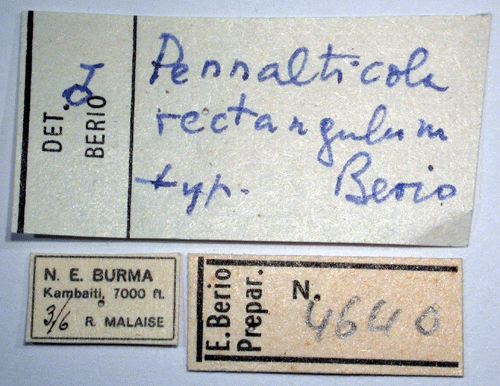 DET. J
BERIO
Pennalticola
rectangulum
typ. Berio
N. E. BURMA
Kambaiti, 7000 ft.
3/6 R. MALAISE
E. Berio
Prepar.
N.
4640